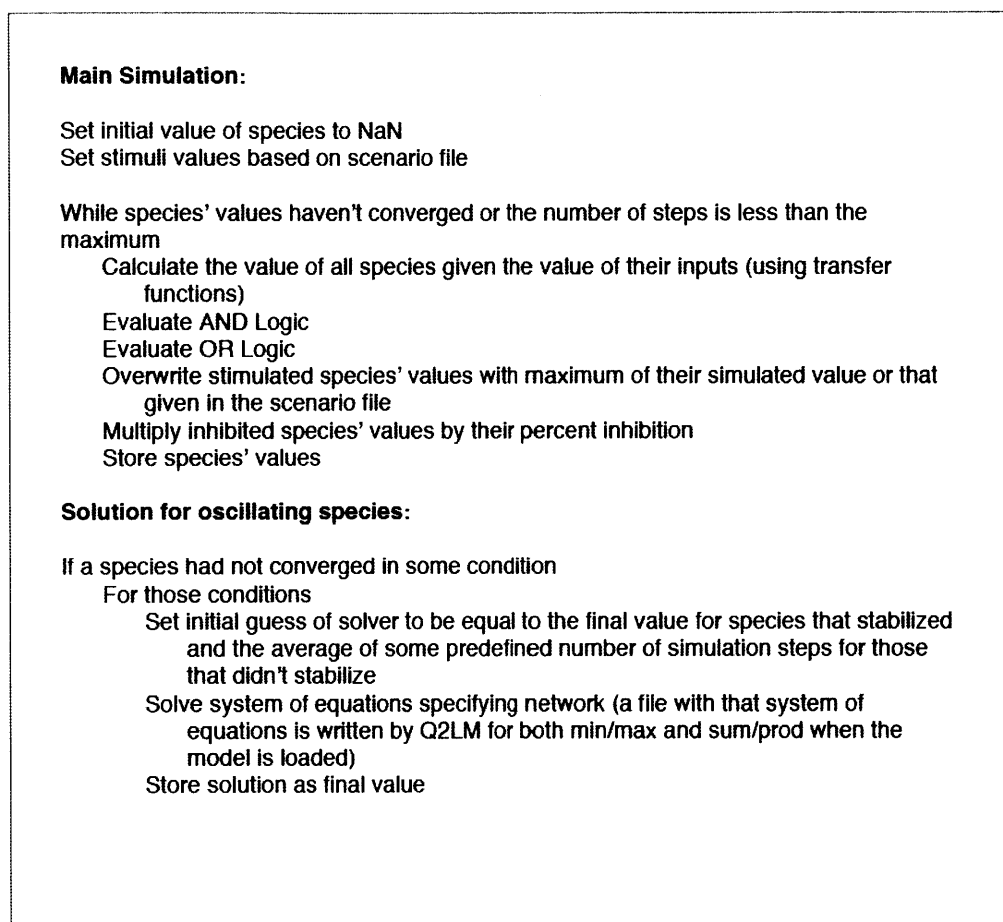 Main Simulation:
Set initial value of species to NaN
Set stimuli values based on scenario file
While species' values haven't converged or the number of steps is less than the
maximum
Calculate the value of all species given the value of their inputs (using transfer
functions)
Evaluate AND Logic
Evaluate OR Logic
Overwrite stimulated species' values with maximum of their simulated value or that
given in the scenario file
Multiply inhibited species' values by their percent inhibition
Store species' values
Solution for oscillating species:
If a species had not converged in some condition
For those conditions
Set initial guess of solver to be equal to the final value for species that stabilized
and the average of some predefined number of simulation steps for those
that didn't stabilize
Solve system of equations specifying network (a file with that system of
equations is written by Q2LM for both min/max and sum/prod when the
model is loaded)
Store solution as final value